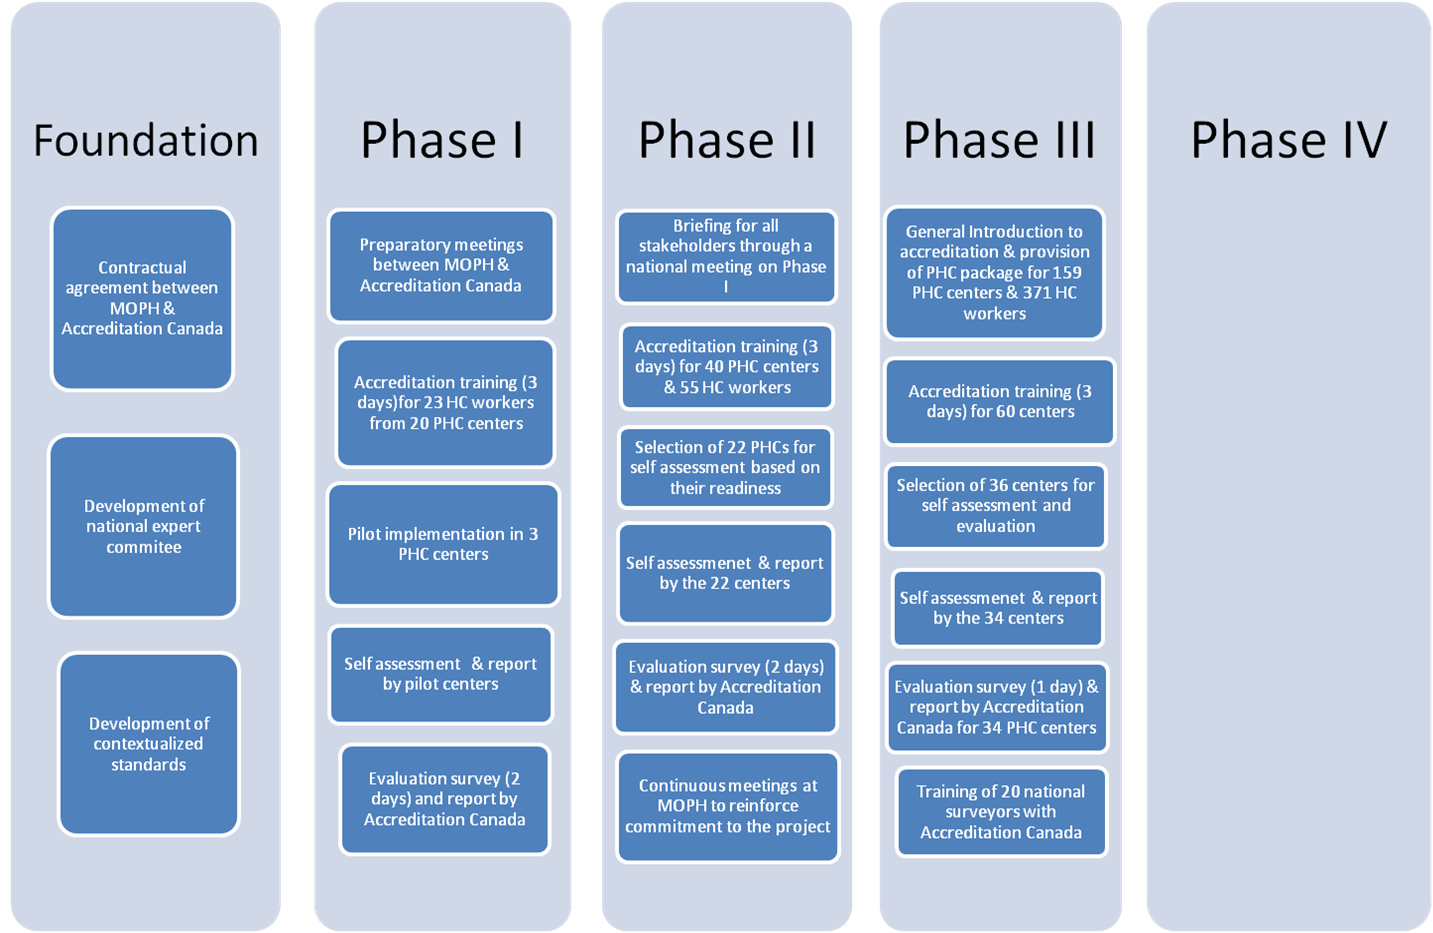 Foundation
Contractual
agreement between
MOPH &
Accreditation Canada
Development of
national expert
commitee
Development of
contextualized
standards
Phase I
Preparatory meetings
between MOPH &
Accreditation Canada
Accreditation training (3
days)for 23 HC workers
from 20 PHC centers
Pilot implementation in 3
PHC centers
Self assessment & report
by pilot centers
Evaluation survey (2
days) and report by
Accreditation Canada
Phase II
Briefing for all
stakeholders through a
national meeting on Phase
I
Accreditation training (3
days) for 40 PHC centers
& 55 HC workers
Selection of 22 PHCs for
self assessment based on
their readiness
Self assessmenet & report
by the 22 centers
Evaluation survey (2 days)
& report by Accreditation
Canada
Continuous meetings at
MOPH to reinforce
commitment to the project
Phase III
General Introduction to
accreditation & provision
of PHC package for 159
PHC centers & 371 HC
workers
Accreditation training (3
days) for 60 centers
Selection of 36 centers for
self assessment and
evaluation
Self assessmenet & report
by the 34 centers
Evaluation survey (1 day) &
report by Accreditation
Canada for 34 PHC centers
Training of 20 national
surveyors with
Accreditation Canada
Phase IV